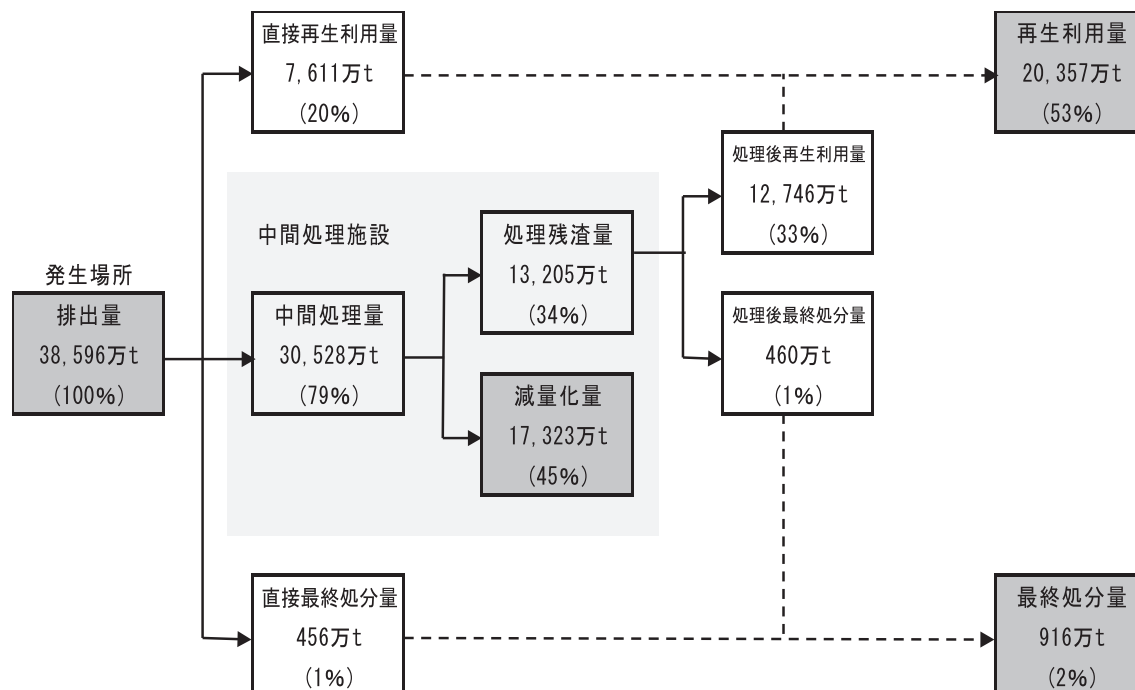 直接再生利用量
7,611万t
(20%)
再生利用量
20,357万t
(53%)
処理後再生利用量
12,746万t
(33%)
中間処理施設
処理残渣量
13,205万t
(34%)
発生場所
排出量
38,596万t
(100%)
中間処理量
30,528万t
(79%)
処理後最終処分量
460万t
(1%)
減量化量
17,323万t
(45%)
直接最終処分量
456万t
(1%)
最終処分量
916万t
(2%)